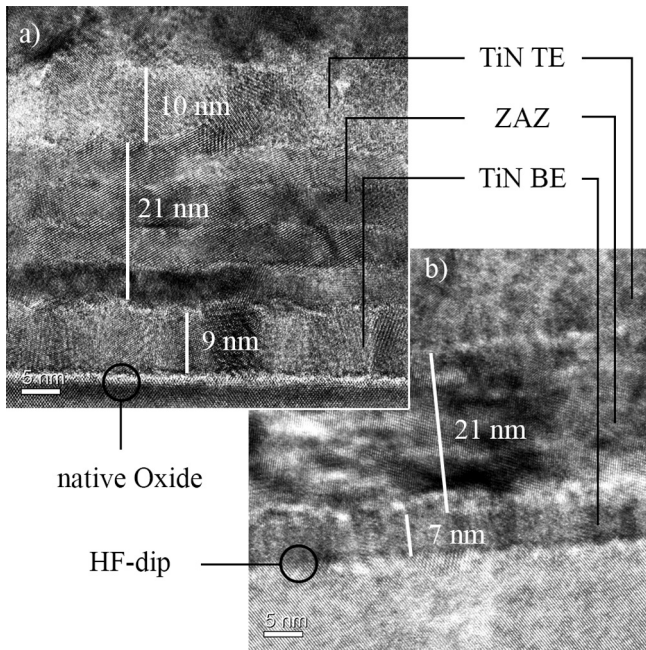 a)
TiN TE
10 nm
ZAZ
TiN BE
21 nm
b)
9 nm
5 nm
21 nm
native Oxide
7 nm
HF-dip
5 nm